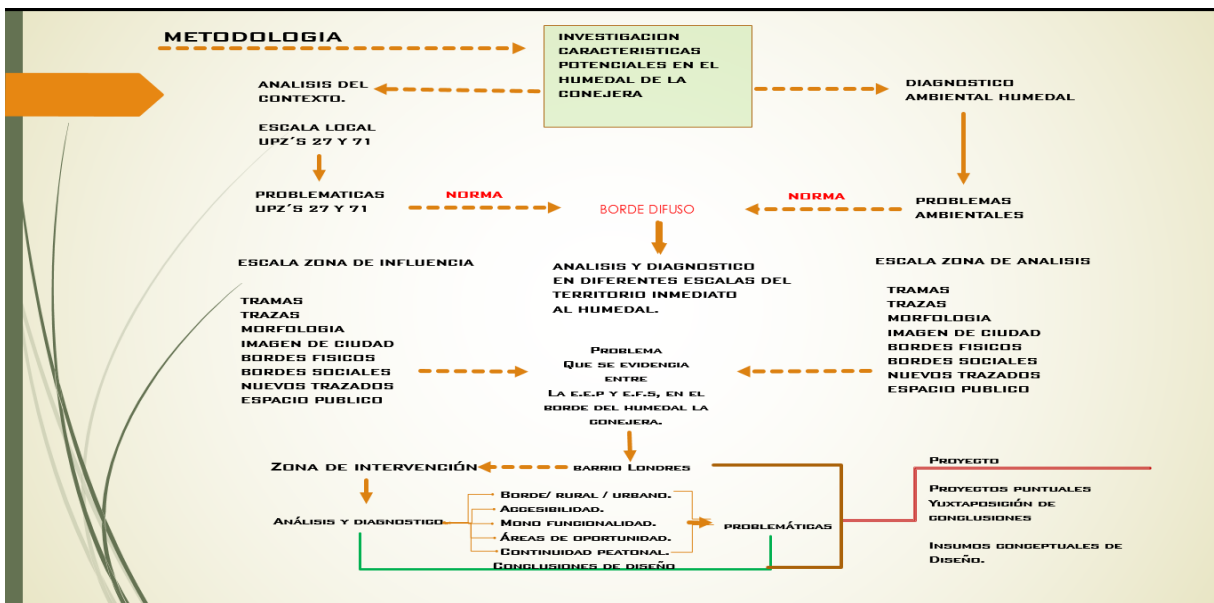 METODOLOGIA
INVESTIGACION
CARACTERISTICAS
POTENCIALES EN EL
HUMEDAL DE LA
CONEJERA
ANALISIS DEL
CONTEXTO.
ESCALA LOCAL
UPZ´S 27 Y 71
DIAGNOSTICO
AMBIENTAL HUMEDAL
PROBLEMATICAS
UPZ´S 27 Y 71
NORMA
BORDE DIFUSO
NORMA
PROBLEMAS
AMBIENTALES
ESCALA ZONA DE INFLUENCIA
TRAMAS
TRAZAS
MORFOLOGIA
IMAGEN DE CIUDAD
BORDES FISICOS
BORDES SOCIALES
NUEVOS TRAZADOS
ESPACIO PUBLICO
ANALISIS Y DIAGNOSTICO
EN DIFERENTES ESCALAS DEL
TERRITORIO INMEDIATO
AL HUMEDAL.
PROBLEMA
QUE SE EVIDENCIA
ENTRE
LA E.E.P Y E.F.S, EN EL
BORDE DEL HUMEDAL LA
CONEJERA.
ESCALA ZONA DE ANALISIS
TRAMAS
TRAZAS
MORFOLOGIA
IMAGEN DE CIUDAD
BORDES FISICOS
BORDES SOCIALES
NUEVOS TRAZADOS
ESPACIO PUBLICO
ZONA DE INTERVENCIÓN
BARRIO LONDRES
ANÁLISIS Y DIAGNOSTICO
BORDE/ RURAL / URBANO.
ACCESIBILIDAD.
MONO FUNCIONALIDAD.
ÁREAS DE OPORTUNIDAD.
CONTINUIDAD PEATONAL.
CONCLUSIONES DE DISEÑO
PROBLEMÁTICAS
PROYECTO
PROYECTOS PUNTUALES
YUXTAPOSICIÓN DE
CONCLUSIONES
INSUMOS CONCEPTUALES DE
DISEÑO.